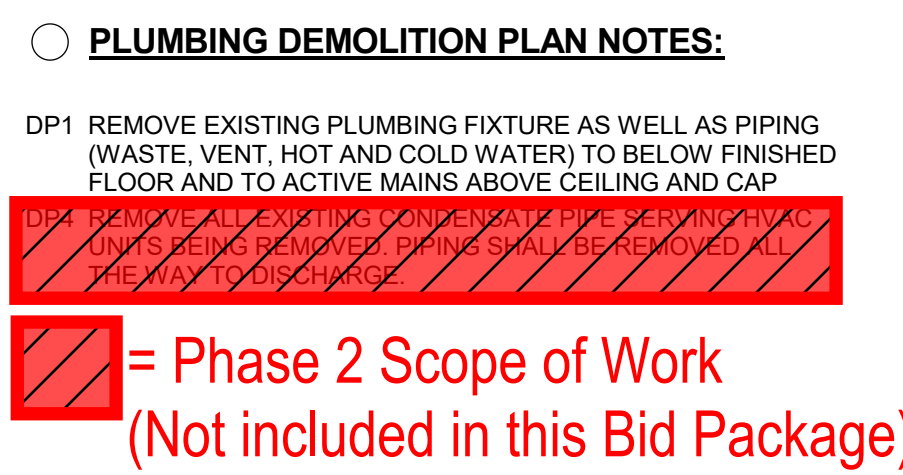 PLUMBING DEMOLITION PLAN NOTES:
DP1 REMOVE EXISTING PLUMBING FIXTURE AS WELL AS PIPING
(WASTE, VENT, HOT AND COLD WATER) TO BELOW FINISHED
FLOOR AND TO ACTIVE MAINS ABOVE CEILING AND CAP
DP4 REMOVE ALL EXISTING CONDENSATE PIPE SERVING HVAC
UNITS BEING REMOVED. PIPING SHALL BE REMOVED ALL
THE WAY TO DISCHARGE.
= Phase 2 Scope of Work
(Not included in this Bid Package)